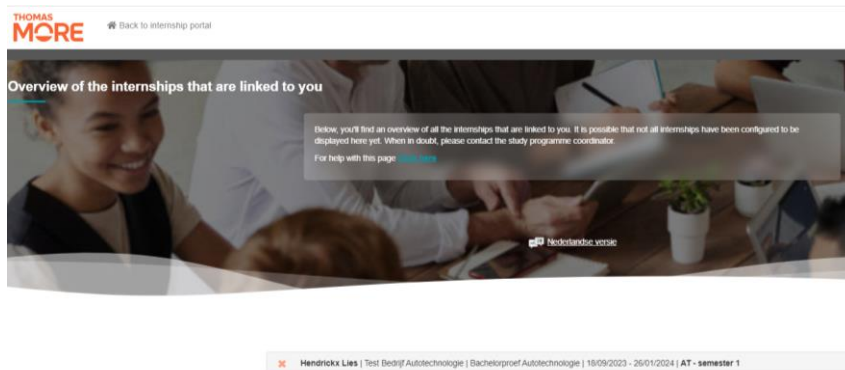 THOMAS
MORE
Back to internship portal
Overview of the internships that are linked to you
Below, you'll find an overview of all the internships that are linked to you. It is possible that not all internships have been configured to be
displayed here yet. When in doubt, please contact the study programme coordinator.
For help with this page
Nederlandse versie
Hendrickx Lies | Test Bedrijf Autotechnologie | Bachelorproef Autotechnologie | 18/09/2023 - 26/01/2024 | AT - semester 1